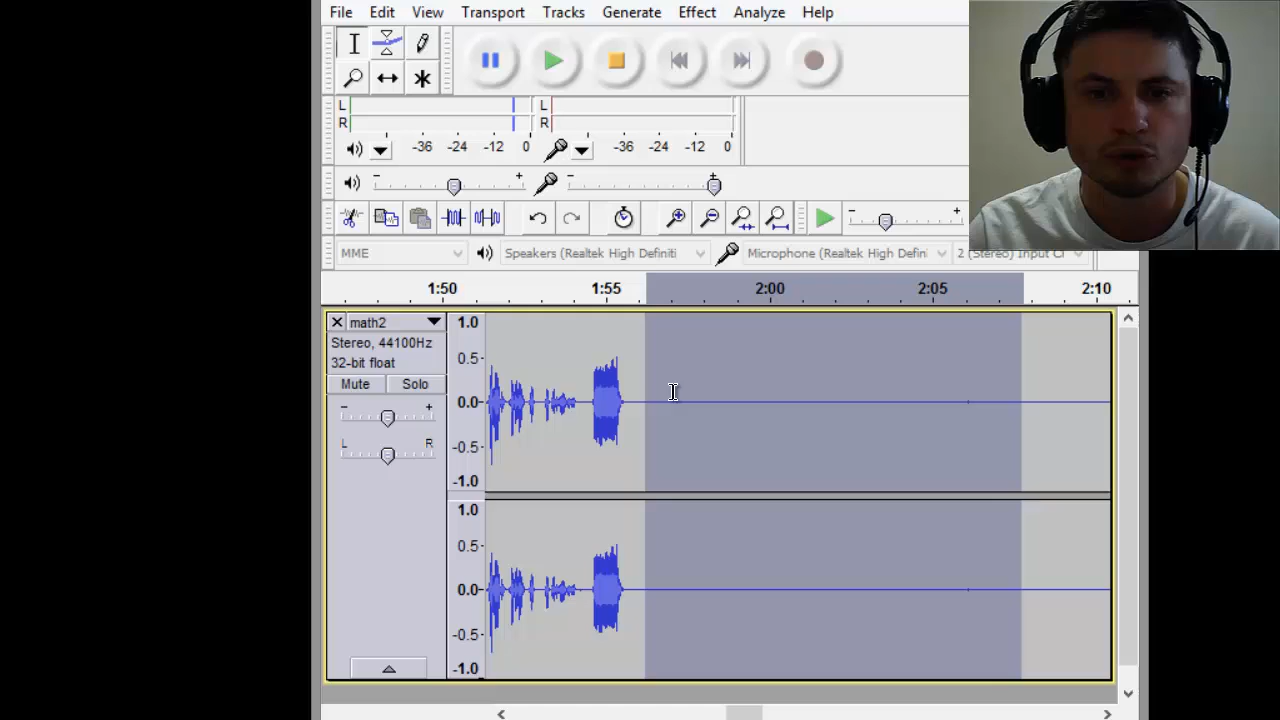 File Edit View Transport Tracks Generate Effect Analyze Help
L
R
-36 -24 -12 0
L
R
-36 -24 -12 0
- +
- +
- +
MME Speakers (Realtek High Definiti Microphone (Realtek High Defin 2 (Stereo) Input Cl
1:50 1:55 2:00 2:05 2:10
math2
Stereo, 44100Hz
32-bit float
Mute Solo
- +
L R
1.0
0.5
0.0
-0.5
-1.0
1.0
0.5
0.0
-0.5
-1.0